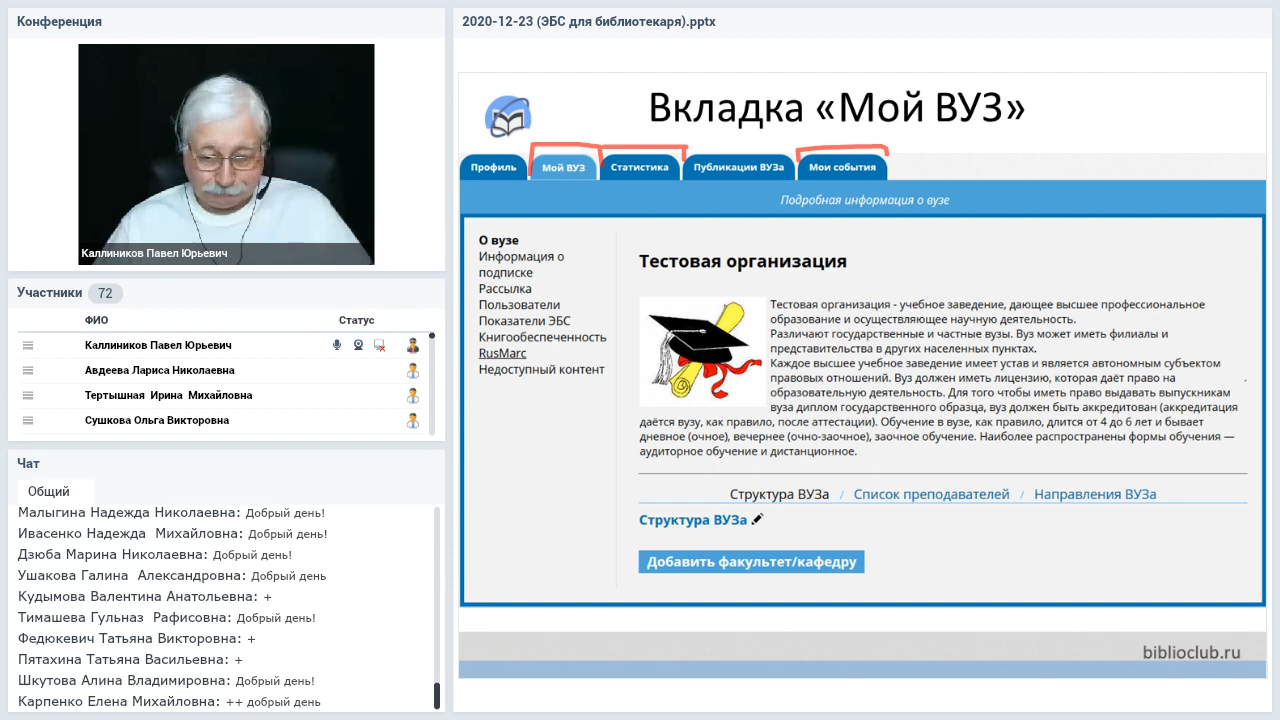 Конференция
Каллиников Павел Юрьевич
Участники 72
ФИО Статус
Каллиников Павел Юрьевич
Авдеева Лариса Николаевна
Тертышная Ирина Михайловна
Сушкова Ольга Викторовна
Чат
Общий
Малыгина Надежда Николаевна: Добрый день!
Ивасенко Надежда Михайловна: Добрый день!
Дзюба Марина Николаевна: Добрый день!
Ушакова Галина Александровна: Добрый день
Кудымова Валентина Анатольевна: +
Тимашева Гульназ Рафисовна: Добрый день!
Федюкевич Татьяна Викторовна: +
Пятахина Татьяна Васильевна: +
Шкутова Алина Владимировна: Добрый день!
Карпенко Елена Михайловна: ++ добрый день
2020-12-23 (ЭБС для библиотекаря).pptx
Вкладка «Мой ВУЗ»
Профиль Мой ВУЗ Статистика Публикации ВУЗа Мои события
Подробная информация о вузе
О вузе
Информация о
подписке
Рассылка
Пользователи
Показатели ЭБС
Книгообеспеченность
RusMarc
Недоступный контент
Тестовая организация
Тестовая организация - учебное заведение, дающее высшее профессиональное
образование и осуществляющее научную деятельность.
Различают государственные и частные вузы. Вуз может иметь филиалы и
представительства в других населенных пунктах.
Каждое высшее учебное заведение имеет устав и является автономным субъектом
правовых отношений. Вуз должен иметь лицензию, которая даёт право на
образовательную деятельность. Для того чтобы иметь право выдавать выпускникам
вуза диплом государственного образца, вуз должен быть аккредитован (аккредитация
даётся вузу, как правило, после аттестации). Обучение в вузе, как правило, длится от 4 до 6 лет и бывает
дневное (очное), вечернее (очно-заочное), заочное обучение. Наиболее распространены формы обучения —
аудиторное обучение и дистанционное.
Структура ВУЗа / Список преподавателей / Направления ВУЗа
Структура ВУЗа
Добавить факультет/кафедру
biblioclub.ru